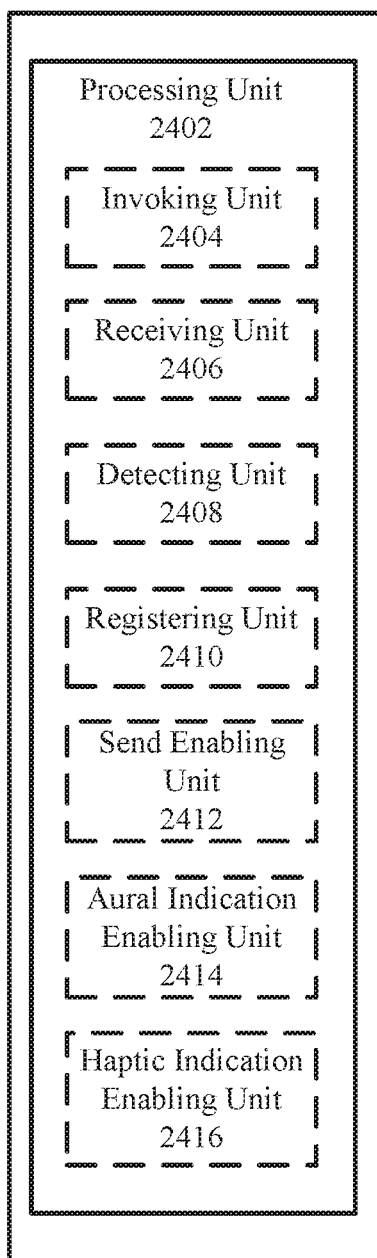 Processing Unit
2402
Invoking Unit
2404
Receiving Unit
2406
Detecting Unit
2408
Registering Unit
2410
Send Enabling
Unit
2412
Aural Indication
Enabling Unit
2414
Haptic Indication
Enabling Unit
2416